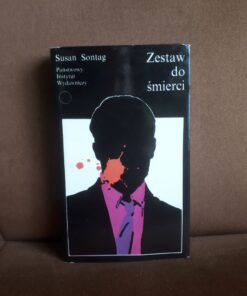 Susan Sontag
Państwowy
Instytut
Wydawniczy
Zestaw
do
śmierci